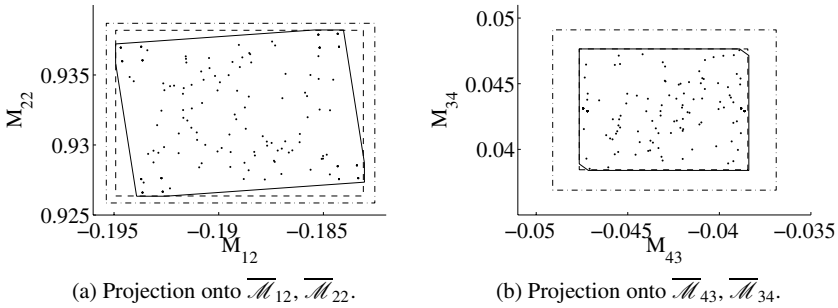 0.935
0.93
0.925
M22
−0.195
−0.19
−0.185
M12
0.05
0.045
0.04
M34
−0.05
−0.045
−0.04
−0.035
M43
(a) Projection onto ℳ̅12, ℳ̅22.
(b) Projection onto ℳ̅43, ℳ̅34.